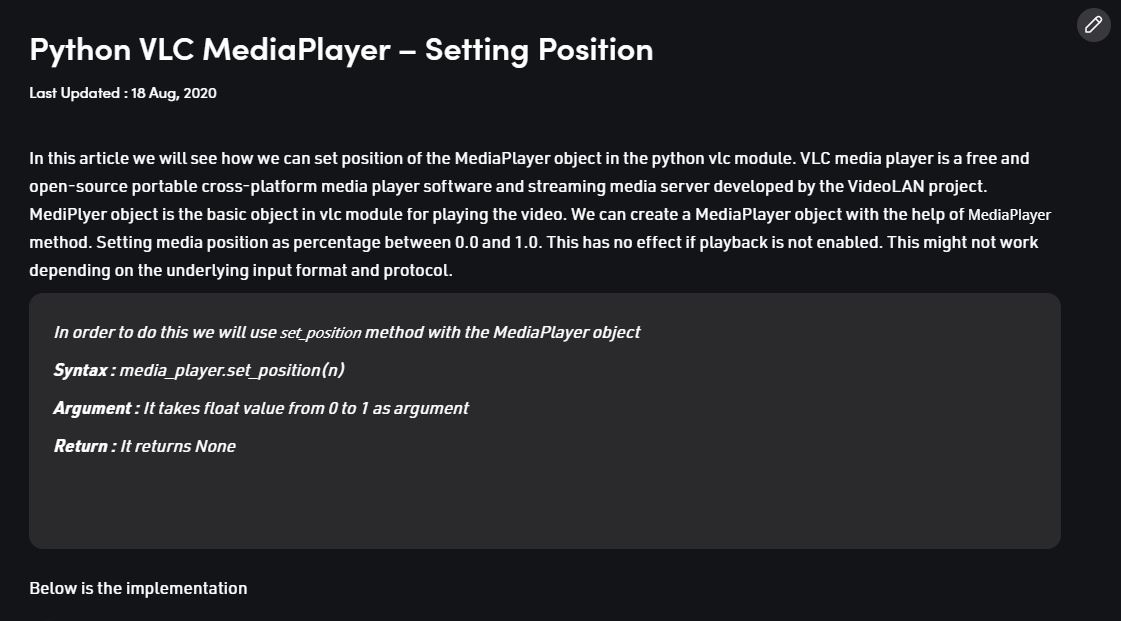 Python VLC MediaPlayer – Setting Position
Last Updated : 18 Aug, 2020
In this article we will see how we can set position of the MediaPlayer object in the python vlc module. VLC media player is a free and
open-source portable cross-platform media player software and streaming media server developed by the VideoLAN project.
MediPlyer object is the basic object in vlc module for playing the video. We can create a MediaPlayer object with the help of MediaPlayer
method. Setting media position as percentage between 0.0 and 1.0. This has no effect if playback is not enabled. This might not work
depending on the underlying input format and protocol.
In order to do this we will use set_position method with the MediaPlayer object
Syntax : media_player.set_position(n)
Argument : It takes float value from 0 to 1 as argument
Return : It returns None
Below is the implementation